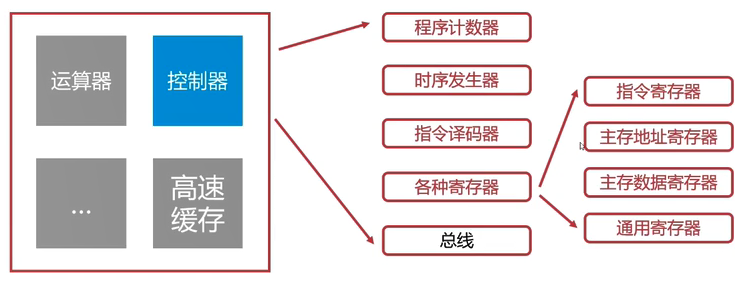 运算器
控制器
...
高速
缓存
程序计数器
时序发生器
指令译码器
各种寄存器
总线
指令寄存器
主存地址寄存器
主存数据寄存器
通用寄存器